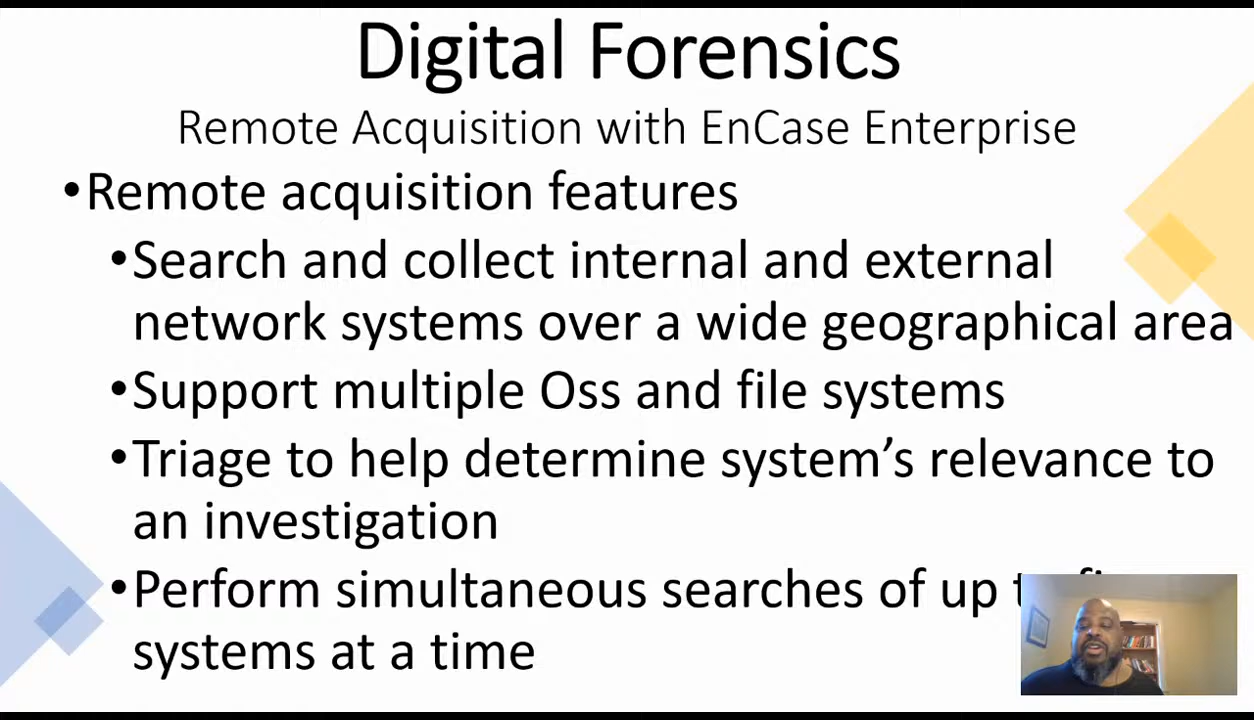 Digital Forensics
Remote Acquisition with EnCase Enterprise
•Remote acquisition features
•Search and collect internal and external
network systems over a wide geographical area
•Support multiple Oss and file systems
•Triage to help determine system’s relevance to
an investigation
•Perform simultaneous searches of up
systems at a time